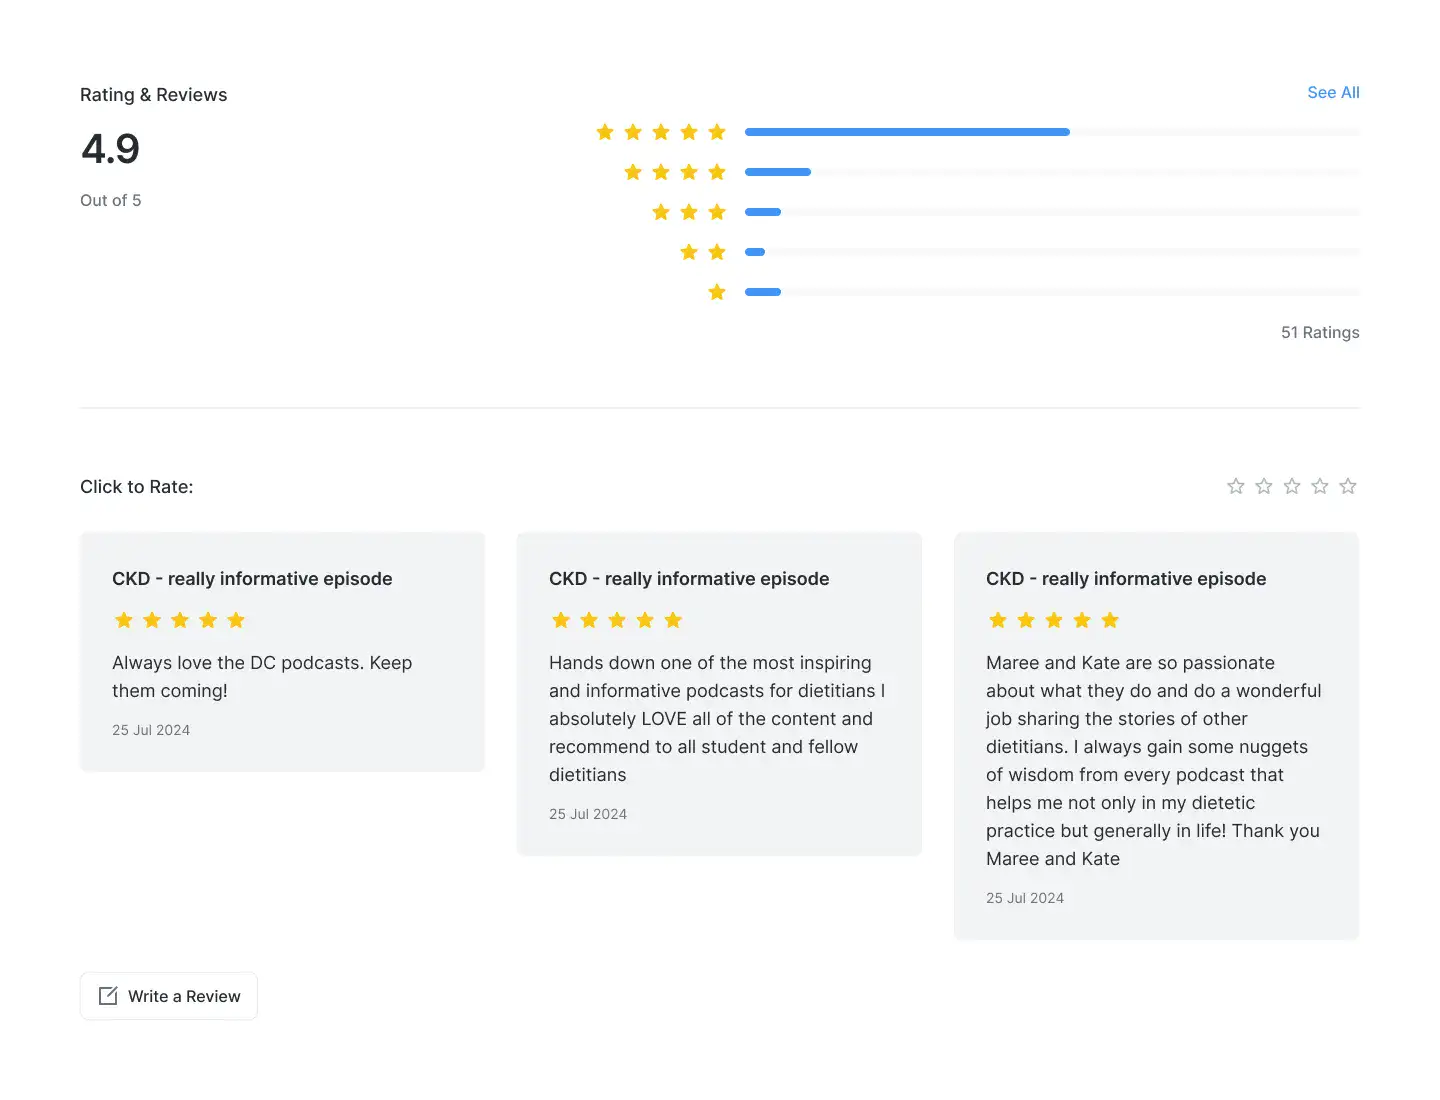 Rating & Reviews
See All
4.9
Out of 5
51 Ratings
Click to Rate:
CKD - really informative episode
Always love the DC podcasts. Keep
them coming!
25 Jul 2024
CKD - really informative episode
Hands down one of the most inspiring
and informative podcasts for dietitians I
absolutely LOVE all of the content and
recommend to all student and fellow
dietitians
25 Jul 2024
CKD - really informative episode
Maree and Kate are so passionate
about what they do and do a wonderful
job sharing the stories of other
dietitians. I always gain some nuggets
of wisdom from every podcast that
helps me not only in my dietetic
practice but generally in life! Thank you
Maree and Kate
25 Jul 2024
Write a Review